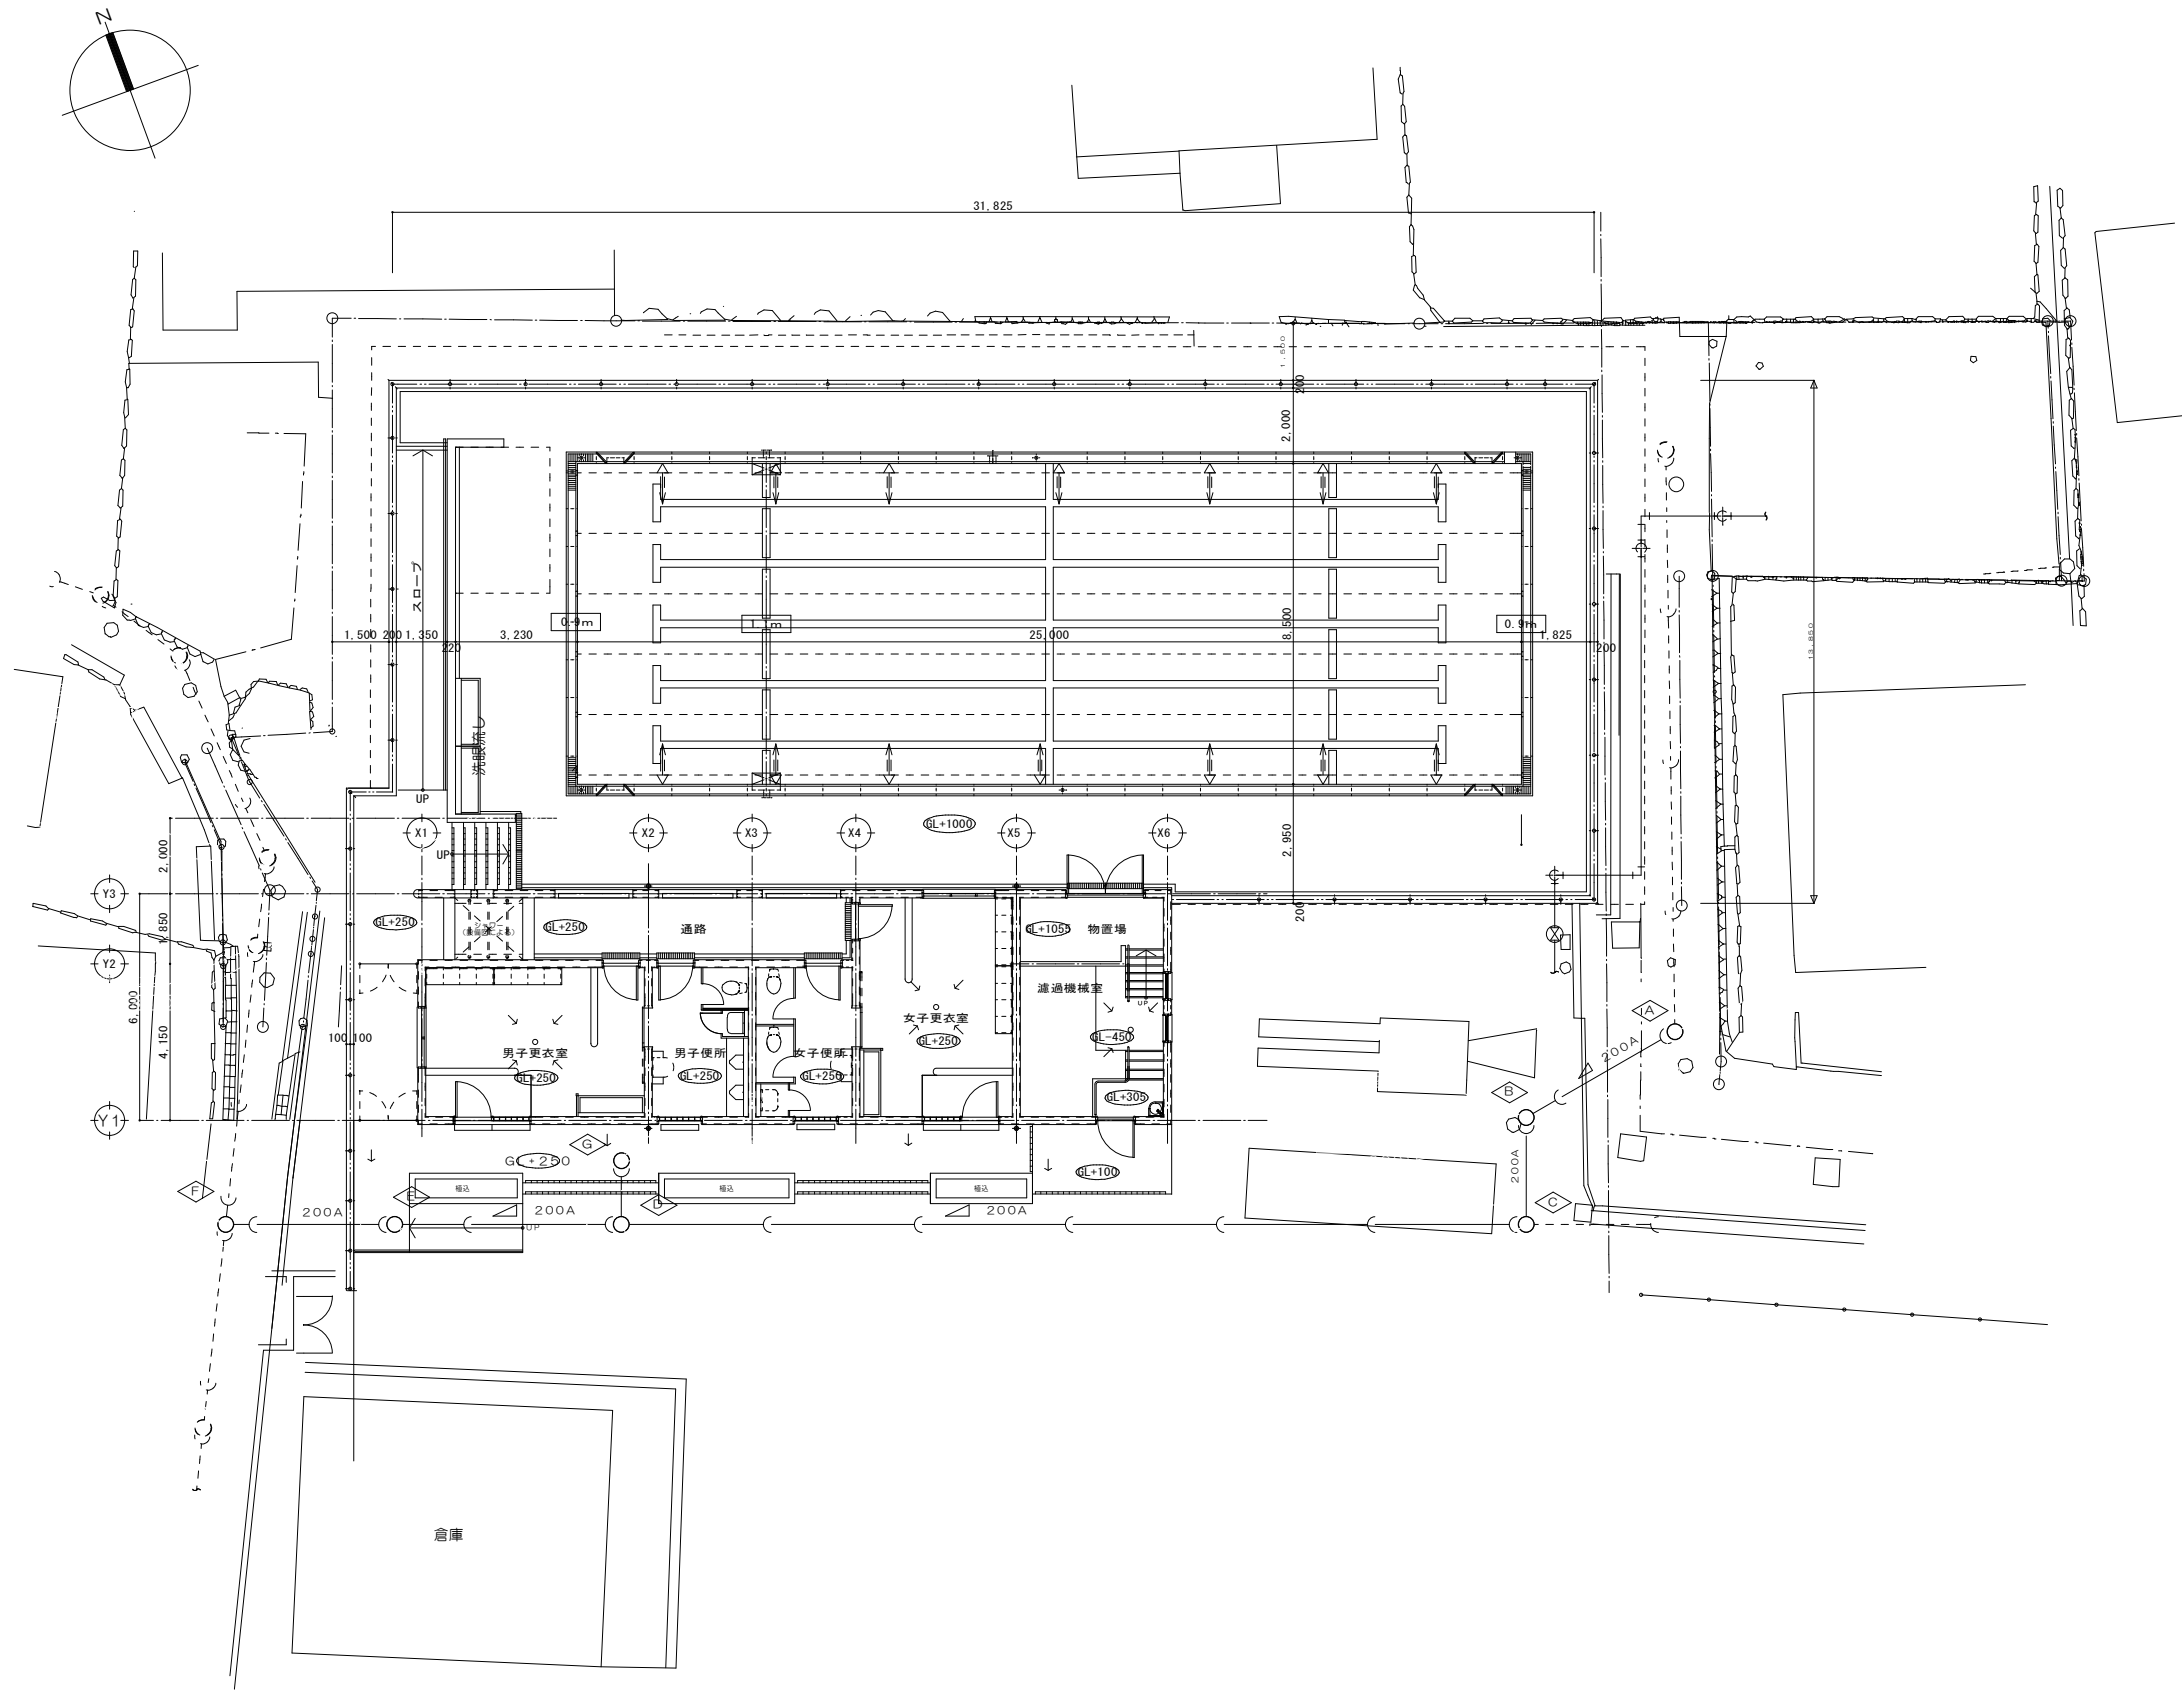 N
31,825
1,500
200
2,000
スロープ
0.9m
1.1m
0.9m
1,500
200
1,350
3,230
25,000
8,500
1,825
220
200
13,850
洗眼流し
UP
X1
X2
X3
X4
X5
X6
GL+1000
2,950
2,000
UP
Y3
200
GL+250
シャワー
GL+250
通路
GL+1055
物置場
1,850
Y2
濾過機械室
UP
6,000
4,150
100
100
女子更衣室
GL+250
GL-450
A
男子更衣室
GL+250
男子便所
GL+250
女子便所
GL+250
200A
B
GL+305
Y1
G
GL+250
GL+100
200A
F
E
植込
D
植込
植込
C
200A
200A
200A
UP
倉庫